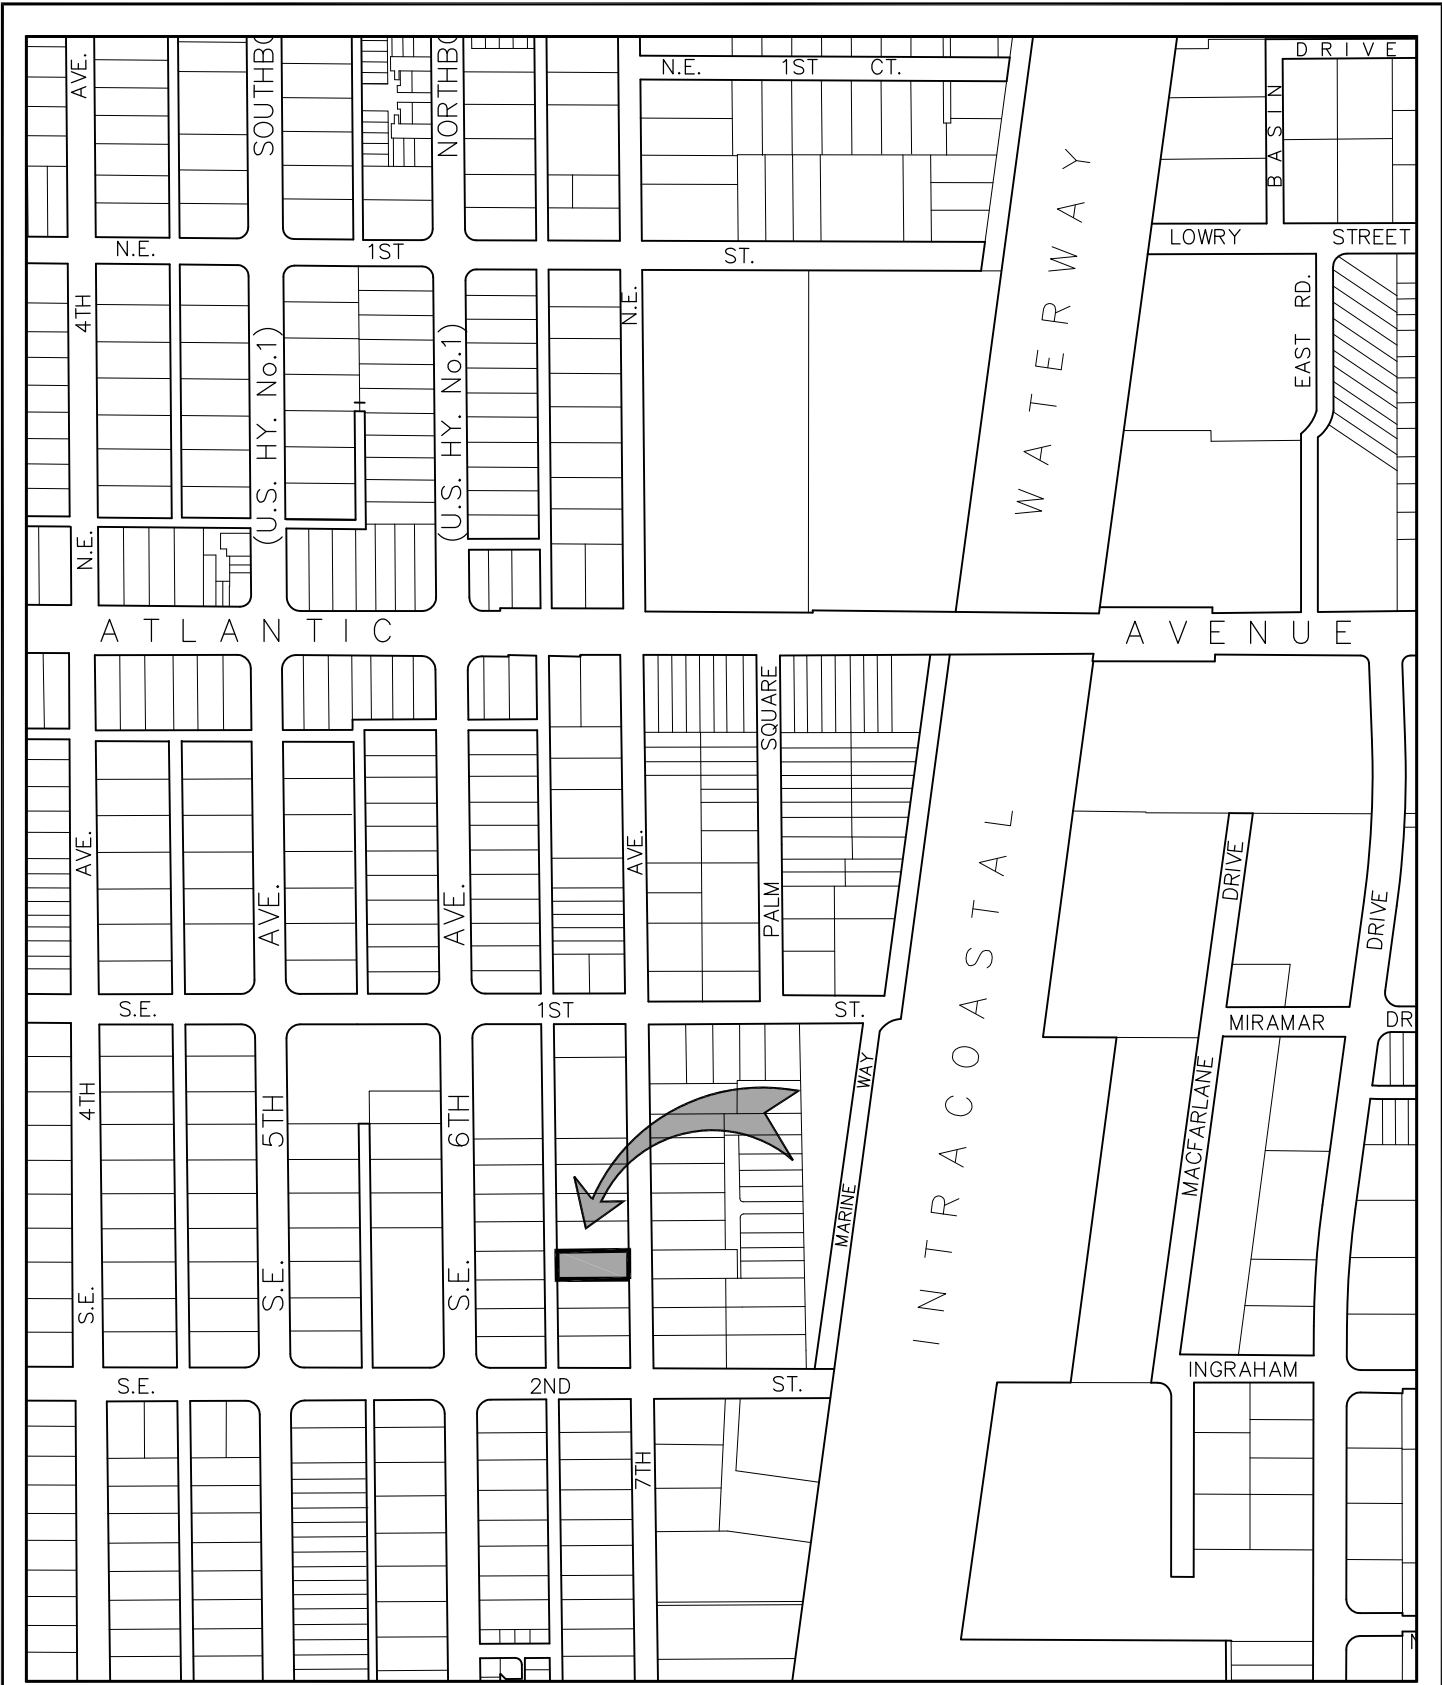 DRIVE
AVE.
SOUTHBO
NORTHBO
N.E. 1ST CT.
BASIN
WATERWAY
N.E. 1ST ST.
LOWRY STREET
4TH
N.E.
EAST RD.
(U.S. HY. No.1)
(U.S. HY. No.1)
N.E.
ATLANTIC AVENUE
SQUARE
PALM
AVE.
AVE.
AVE.
AVE.
DRIVE
DRIVE
INTRACOASTAL
S.E. 1ST ST.
MIRAMAR DR
WAY
MARINE
MACFARLANE
4TH
S.E.
5TH
S.E.
6TH
S.E.
INGRAHAM
S.E. 2ND ST.
7TH